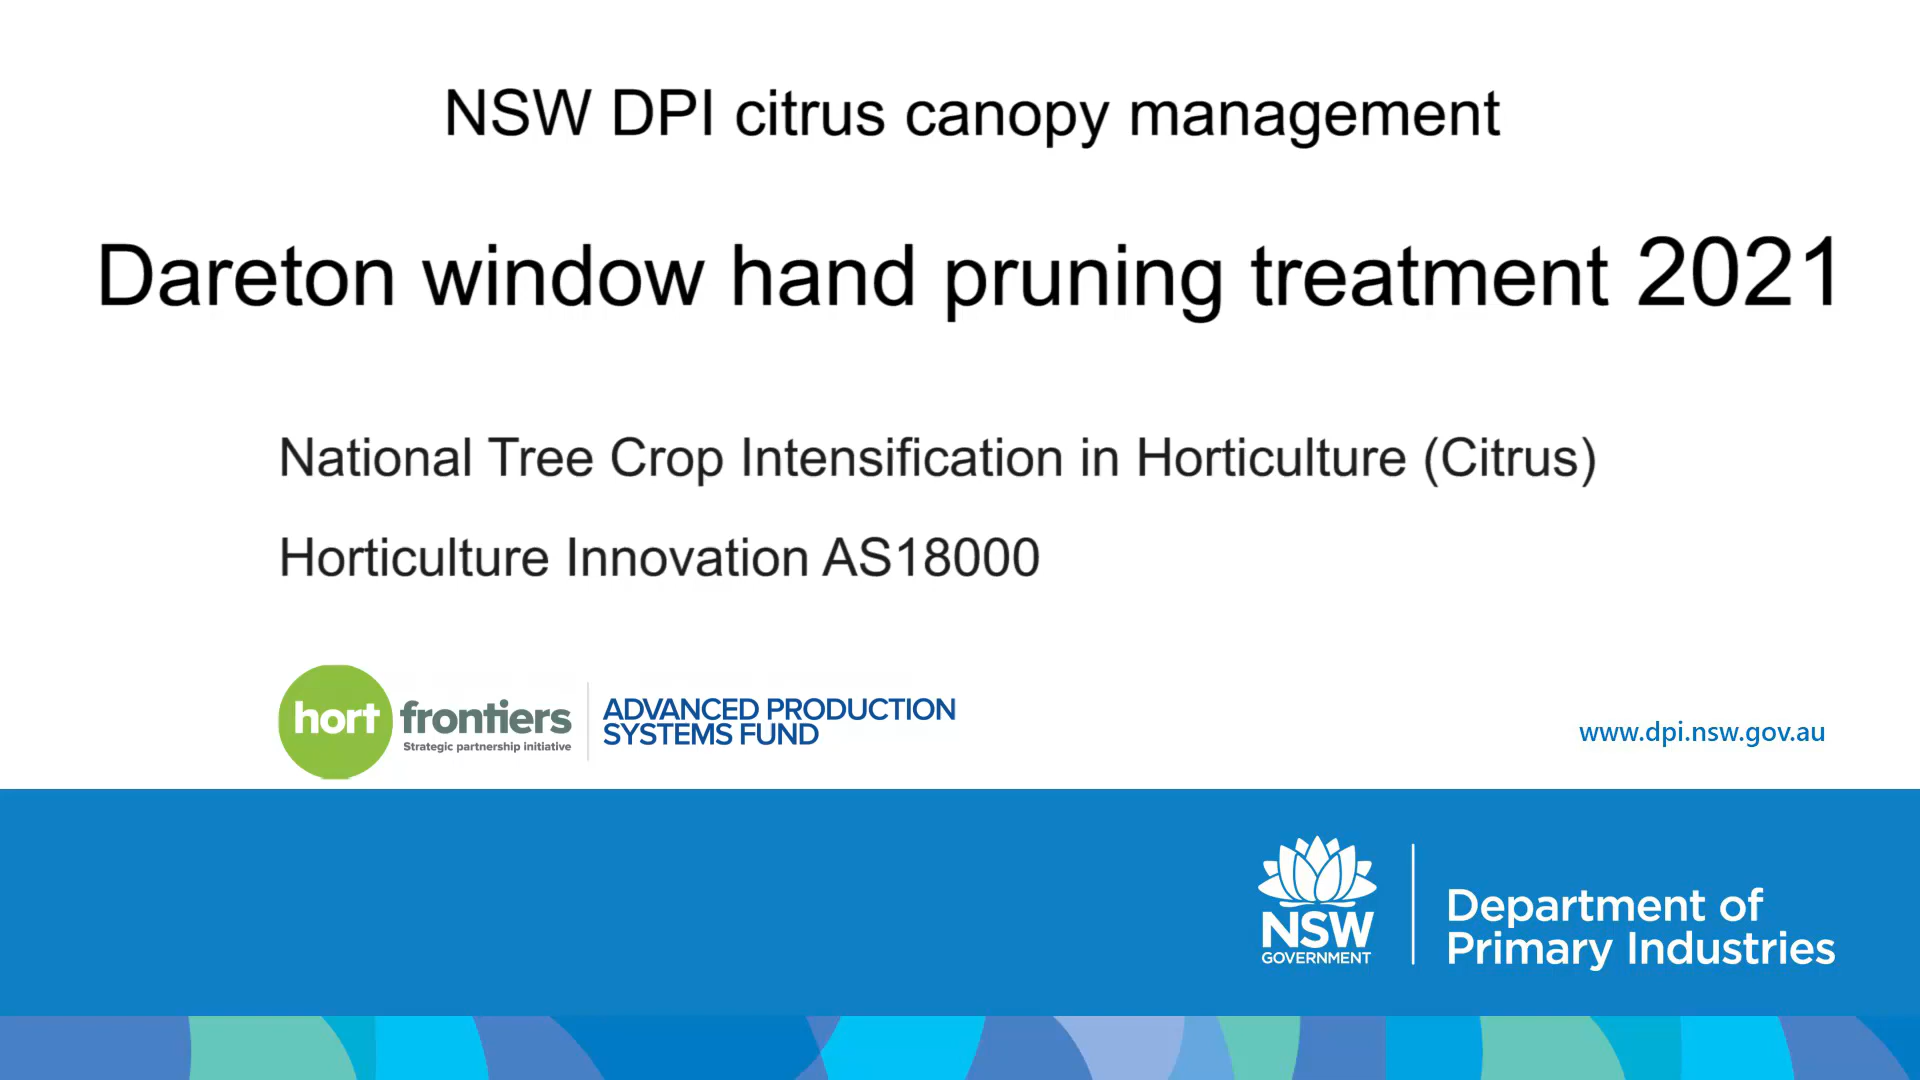 NSW DPI citrus canopy management
Dareton window hand pruning treatment 2021
National Tree Crop Intensification in Horticulture (Citrus)
Horticulture Innovation AS18000
hort frontiers
Strategic partnership initiative
ADVANCED PRODUCTION
SYSTEMS FUND
www.dpi.nsw.gov.au
NSW
GOVERNMENT
Department of
Primary Industries